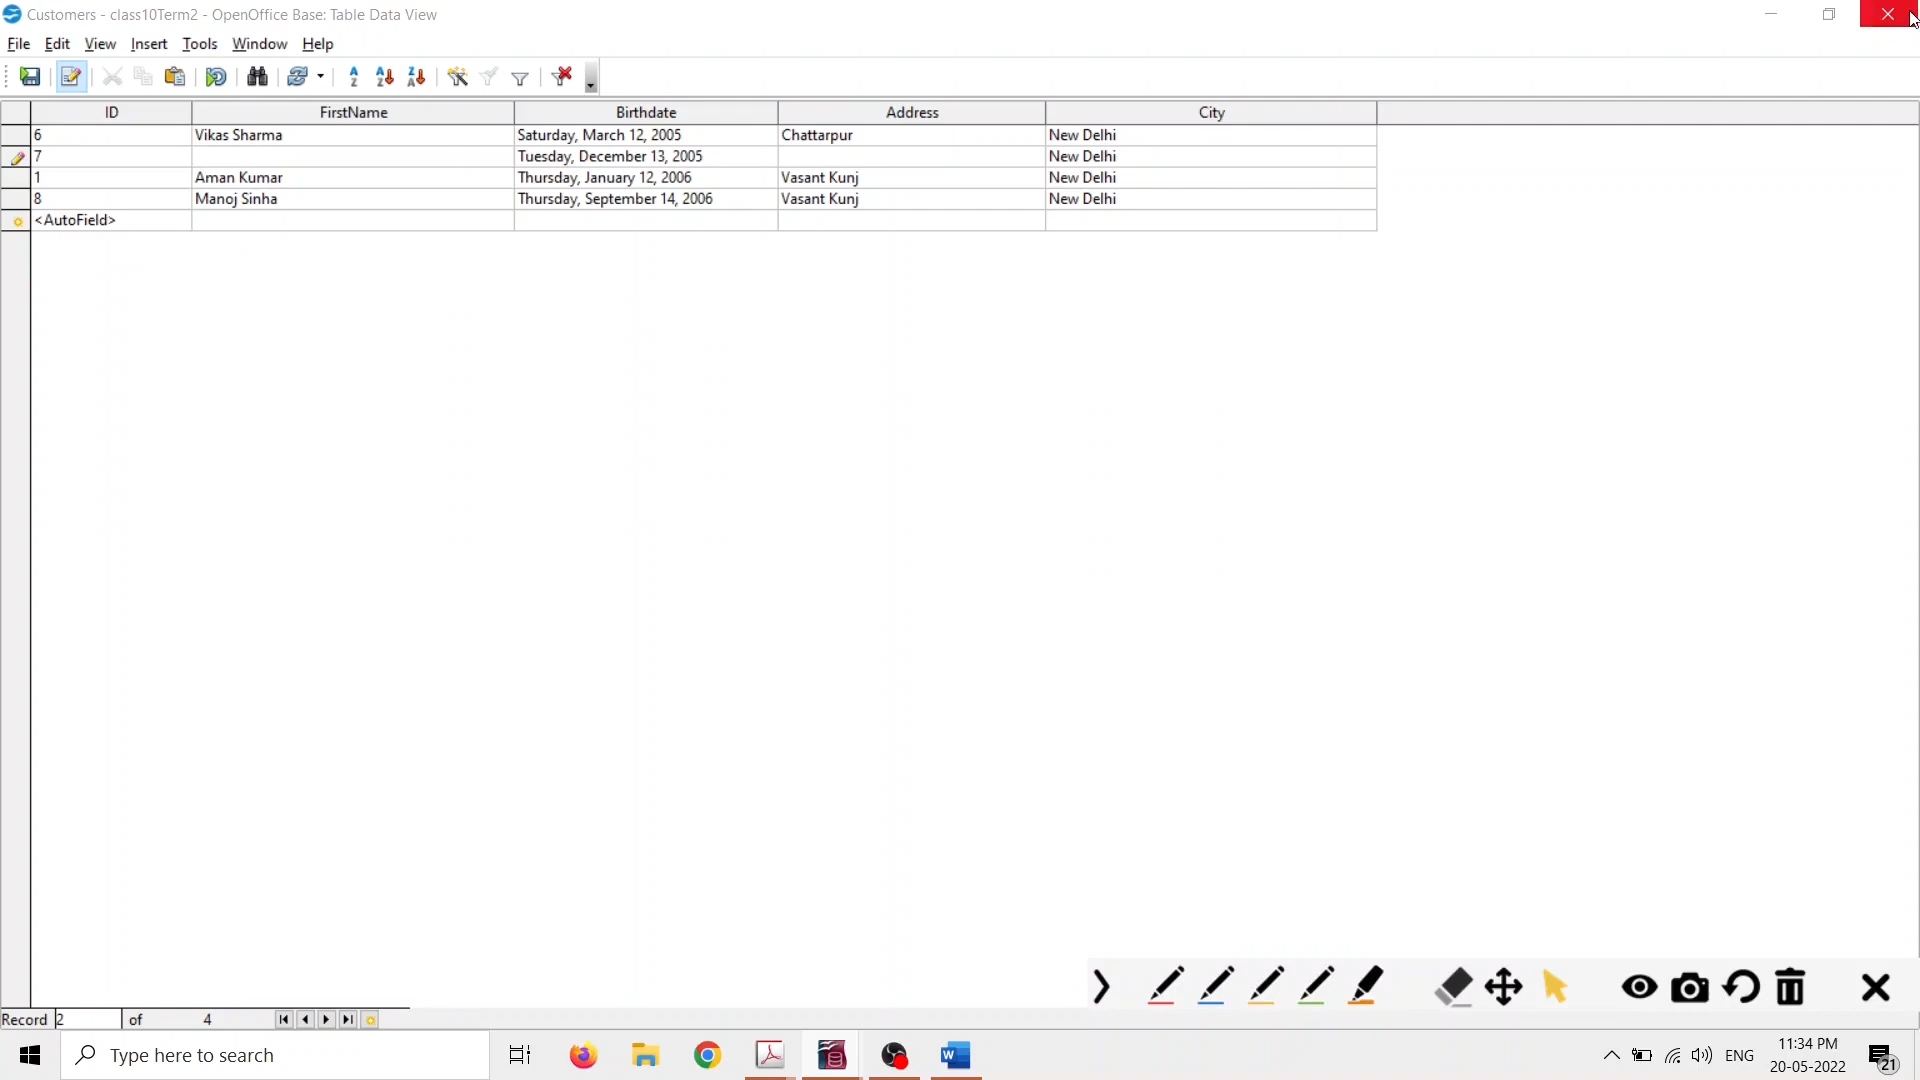 Customers - class10Term2 - OpenOffice Base: Table Data View
File Edit View Insert Tools Window Help
ID FirstName Birthdate Address City
6 Vikas Sharma Saturday, March 12, 2005 Chattarpur New Delhi
7 Tuesday, December 13, 2005 New Delhi
1 Aman Kumar Thursday, January 12, 2006 Vasant Kunj New Delhi
8 Manoj Sinha Thursday, September 14, 2006 Vasant Kunj New Delhi
<AutoField>
Record 2 of 4
Type here to search
ENG
11:34 PM
20-05-2022
21